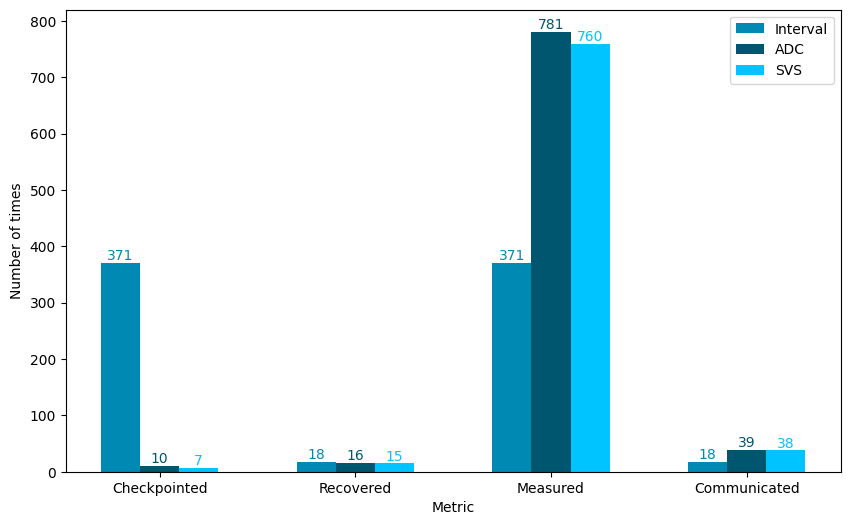 800
700
600
500
400
300
200
100
0
Number of times
371
10
7
18
16
15
371
781
760
18
39
38
Interval
ADC
SVS
Checkpointed
Recovered
Measured
Communicated
Metric